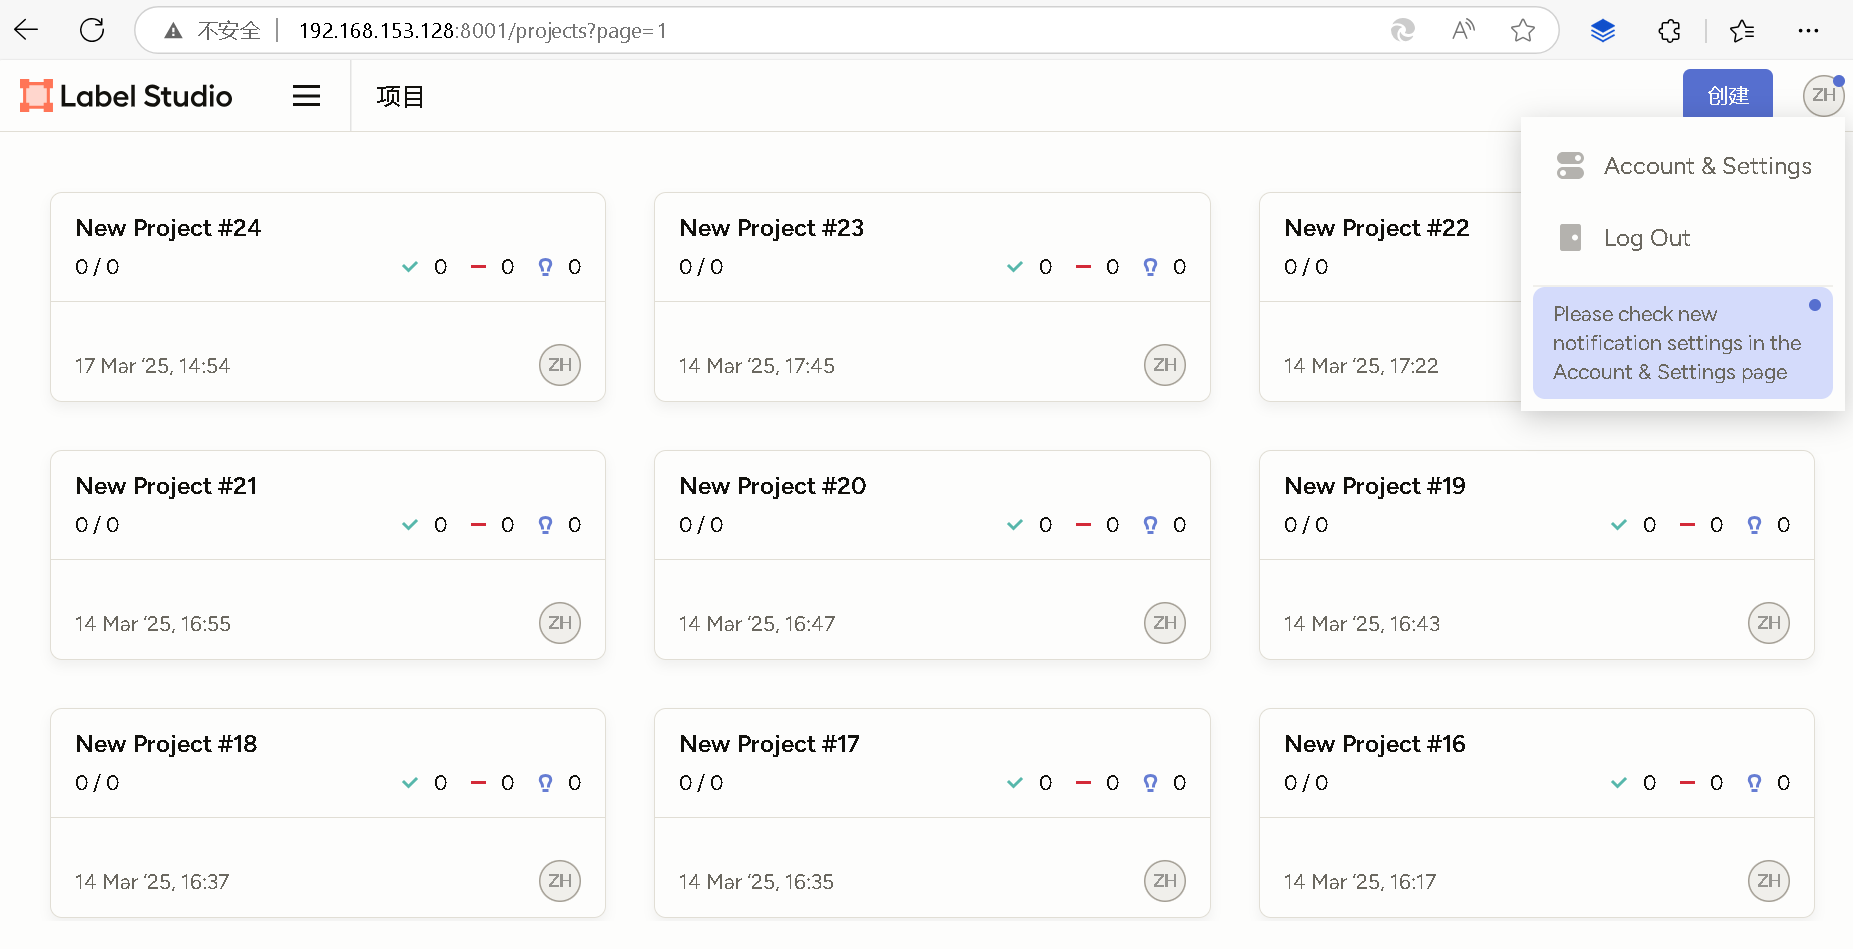 不安全 192.168.153.128:8001/projects?page=1
Label Studio 项目 创建 ZH
Account & Settings
Log Out
Please check new
notification settings in the
Account & Settings page
New Project #24
0 / 0 0 0 0
17 Mar ‘25, 14:54 ZH
New Project #23
0 / 0 0 0 0
14 Mar ‘25, 17:45 ZH
New Project #22
0 / 0
14 Mar ‘25, 17:22
New Project #21
0 / 0 0 0 0
14 Mar ‘25, 16:55 ZH
New Project #20
0 / 0 0 0 0
14 Mar ‘25, 16:47 ZH
New Project #19
0 / 0 0 0 0
14 Mar ‘25, 16:43 ZH
New Project #18
0 / 0 0 0 0
14 Mar ‘25, 16:37 ZH
New Project #17
0 / 0 0 0 0
14 Mar ‘25, 16:35 ZH
New Project #16
0 / 0 0 0 0
14 Mar ‘25, 16:17 ZH